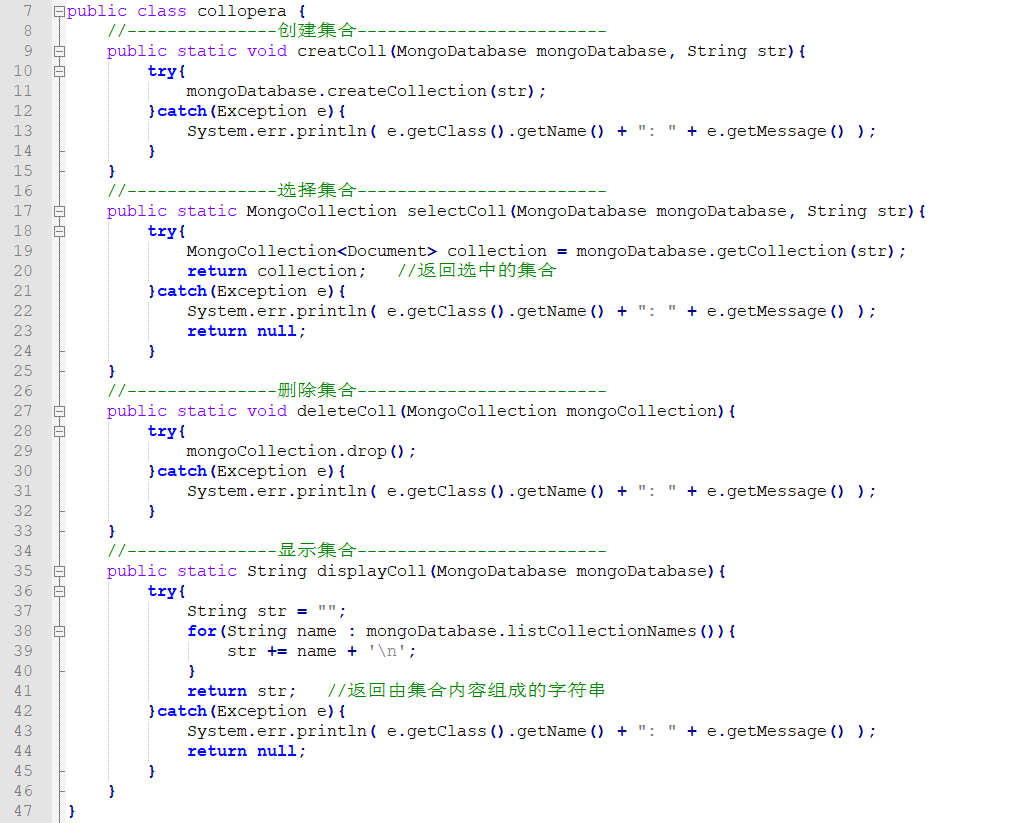 7 public class collopera {
8 //---------------创建集合-------------------------
9 public static void creatColl(MongoDatabase mongoDatabase, String str){
10 try{
11 mongoDatabase.createCollection(str);
12 }catch(Exception e){
13 System.err.println( e.getClass().getName() + ": " + e.getMessage() );
14 }
15 }
16 //---------------选择集合-------------------------
17 public static MongoCollection selectColl(MongoDatabase mongoDatabase, String str){
18 try{
19 MongoCollection<Document> collection = mongoDatabase.getCollection(str);
20 return collection; //返回选中的集合
21 }catch(Exception e){
22 System.err.println( e.getClass().getName() + ": " + e.getMessage() );
23 return null;
24 }
25 }
26 //---------------删除集合-------------------------
27 public static void deleteColl(MongoCollection mongoCollection){
28 try{
29 mongoCollection.drop();
30 }catch(Exception e){
31 System.err.println( e.getClass().getName() + ": " + e.getMessage() );
32 }
33 }
34 //---------------显示集合-------------------------
35 public static String displayColl(MongoDatabase mongoDatabase){
36 try{
37 String str = "";
38 for(String name : mongoDatabase.listCollectionNames()){
39 str += name + '\n';
40 }
41 return str; //返回由集合内容组成的字符串
42 }catch(Exception e){
43 System.err.println( e.getClass().getName() + ": " + e.getMessage() );
44 return null;
45 }
46 }
47 }